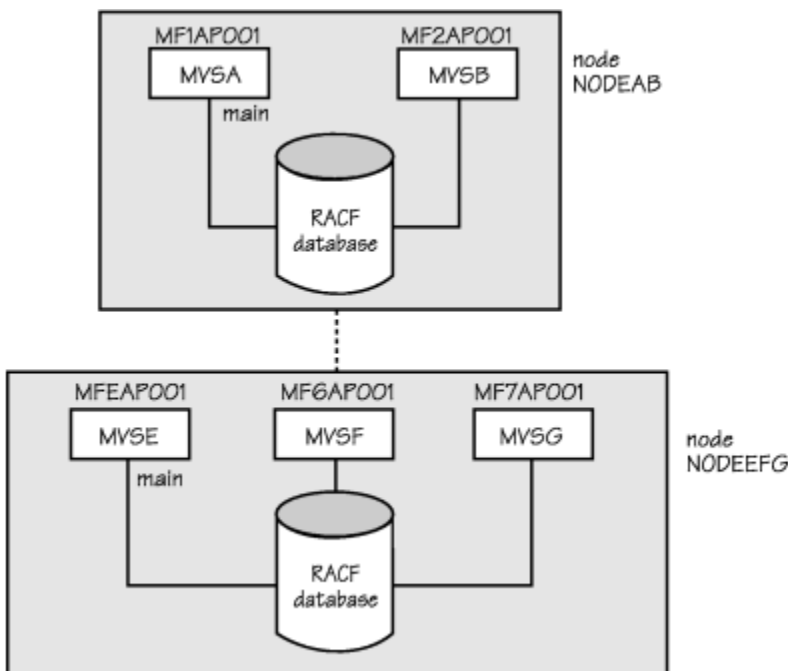 MF1AP001 MF2AP001
MVSA MVSB
node
NODEAB
main
RACF
database
MFEAP001 MF6AP001 MF7AP001
MVSE MVSF MVSG
node
NODEEFG
main
RACF
database